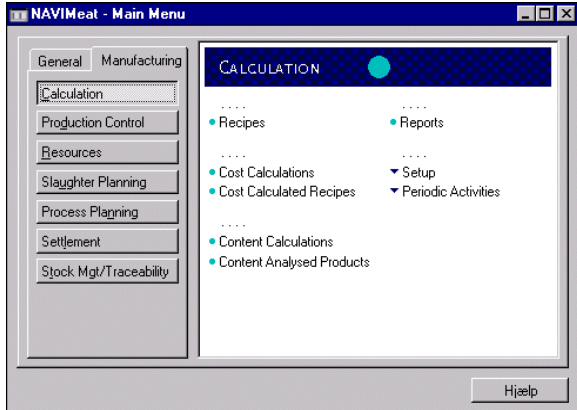 NAVIMeat - Main Menu
General
Manufacturing
Calculation
Production Control
Resources
Slaughter Planning
Process Planning
Settlement
Stock Mgt/Traceability
CALCULATION
. . . .
Recipes
. . . .
Cost Calculations
Cost Calculated Recipes
. . . .
Content Calculations
Content Analysed Products
. . . .
Reports
. . . .
Setup
Periodic Activities
Hjælp